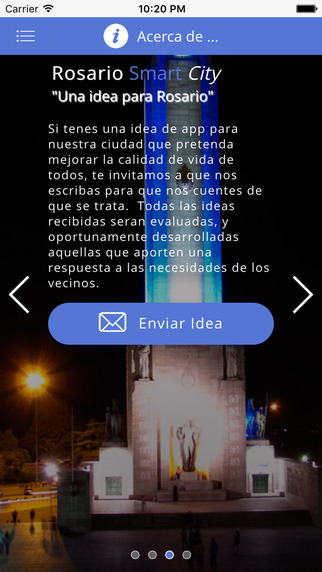 Carrier 10:20 PM
Acerca de ...
Rosario Smart City
"Una idea para Rosario"
Si tenes una idea de app para
nuestra ciudad que pretenda
mejorar la calidad de vida de
todos, te invitamos a que nos
escribas para que nos cuentes de
que se trata.  Todas las ideas
recibidas seran evaluadas, y
oportunamente desarrolladas
aquellas que aporten una
respuesta a las necesidades de los
vecinos.
Enviar Idea